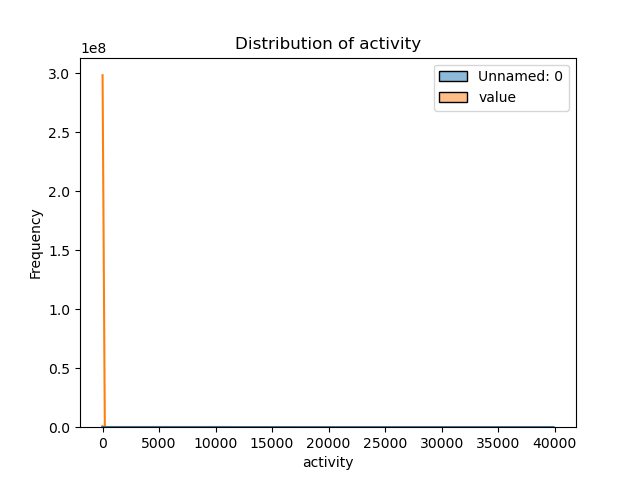 Distribution of activity
1e8
Unnamed: 0
value
3.0
2.5
2.0
1.5
1.0
0.5
0.0
Frequency
0 5000 10000 15000 20000 25000 30000 35000 40000
activity